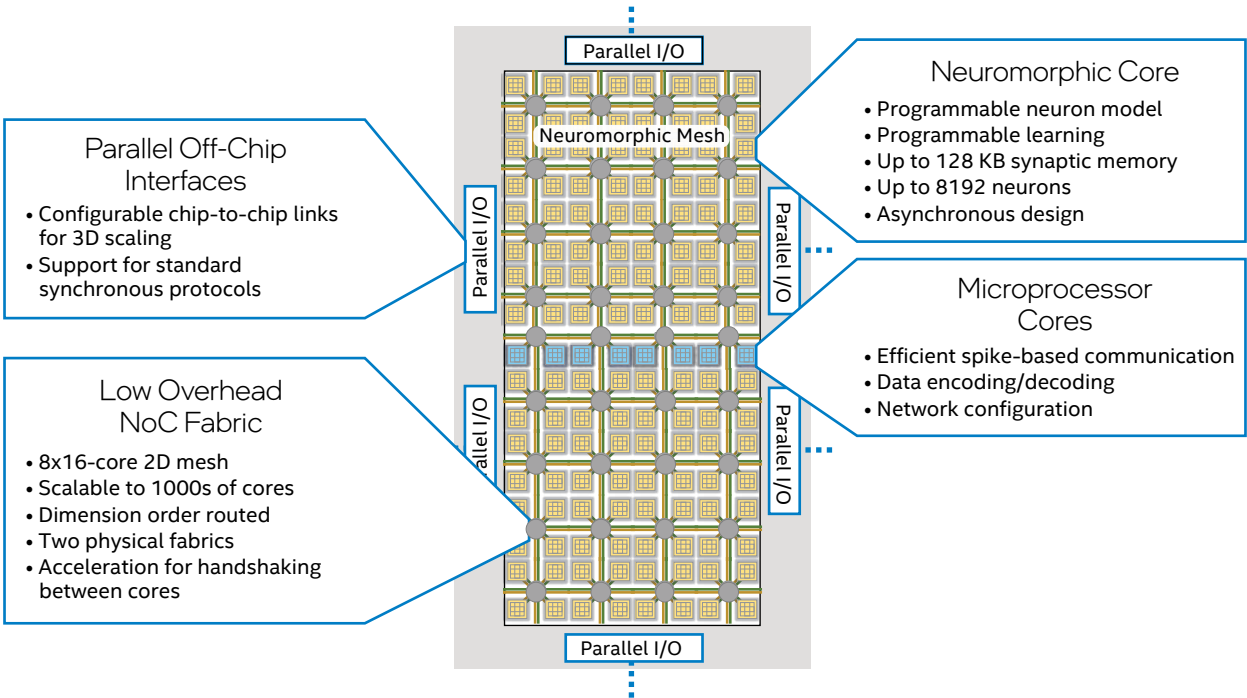 Parallel I/O
Neuromorphic Mesh
Parallel Off-Chip
Interfaces
• Configurable chip-to-chip links
for 3D scaling
• Support for standard
synchronous protocols
Parallel I/O
Low Overhead
NoC Fabric
• 8x16-core 2D mesh
• Scalable to 1000s of cores
• Dimension order routed
• Two physical fabrics
• Acceleration for handshaking
between cores
allel I/O
Neuromorphic Core
• Programmable neuron model
• Programmable learning
• Up to 128 KB synaptic memory
• Up to 8192 neurons
• Asynchronous design
Parallel I/O
Microprocessor
Cores
• Efficient spike-based communication
• Data encoding/decoding
• Network configuration
Parallel I/O
Parallel I/O